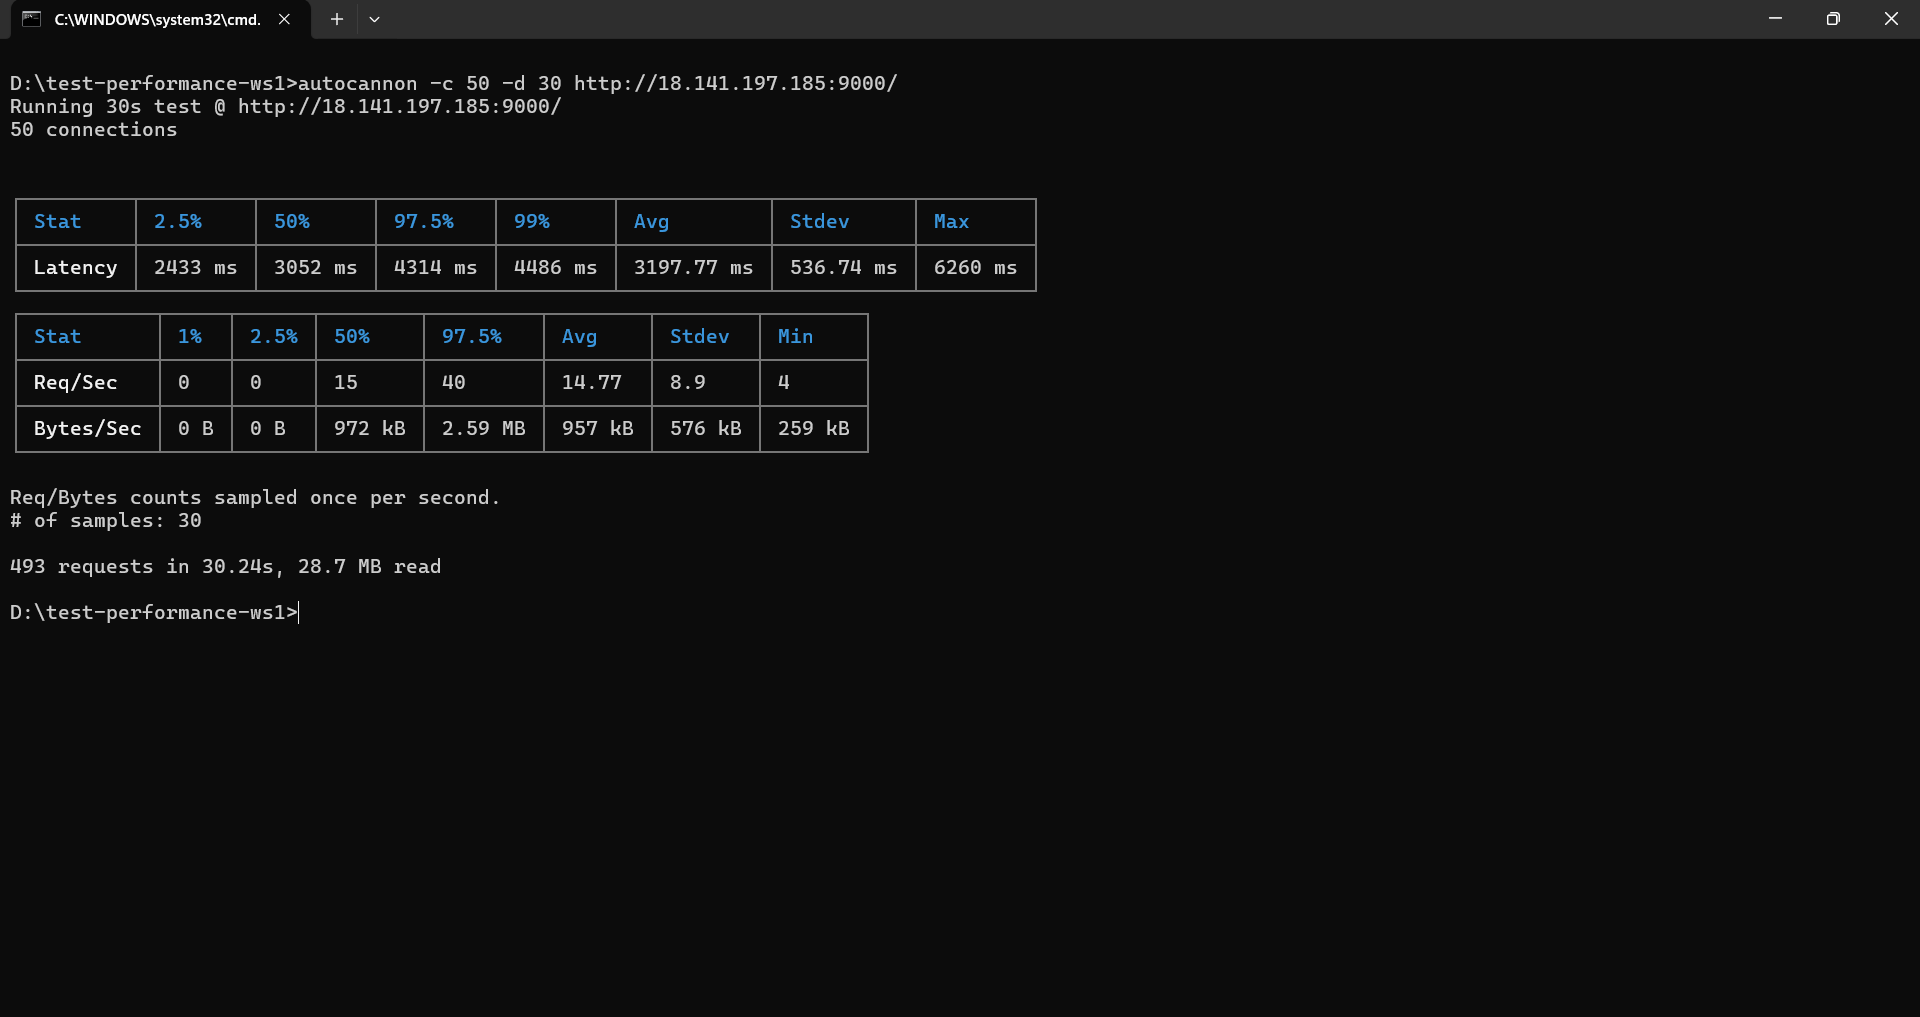 C:\WINDOWS\system32\cmd.
D:\test-performance-ws1>autocannon -c 50 -d 30 http://18.141.197.185:9000/
Running 30s test @ http://18.141.197.185:9000/
50 connections
Stat 2.5% 50% 97.5% 99% Avg Stdev Max
Latency 2433 ms 3052 ms 4314 ms 4486 ms 3197.77 ms 536.74 ms 6260 ms
Stat 1% 2.5% 50% 97.5% Avg Stdev Min
Req/Sec 0 0 15 40 14.77 8.9 4
Bytes/Sec 0 B 0 B 972 kB 2.59 MB 957 kB 576 kB 259 kB
Req/Bytes counts sampled once per second.
# of samples: 30
493 requests in 30.24s, 28.7 MB read
D:\test-performance-ws1>